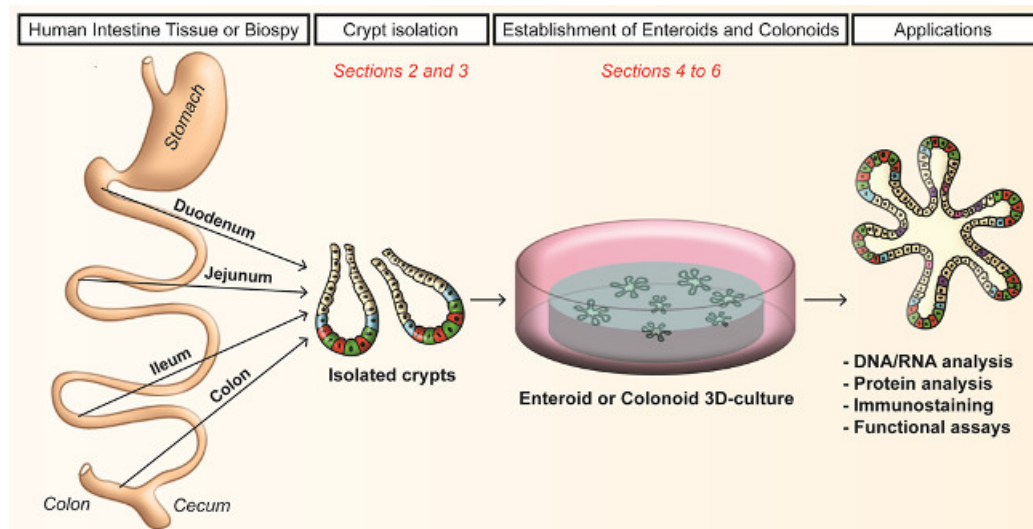 Human Intestine Tissue or Biospy
Crypt isolation
Establishment of Enteroids and Colonoids
Applications
Sections 2 and 3
Sections 4 to 6
Stomach
Duodenum
Jejunum
Ileum
Colon
Colon
Cecum
Isolated crypts
Enteroid or Colonoid 3D-culture
- DNA/RNA analysis
- Protein analysis
- Immunostaining
- Functional assays